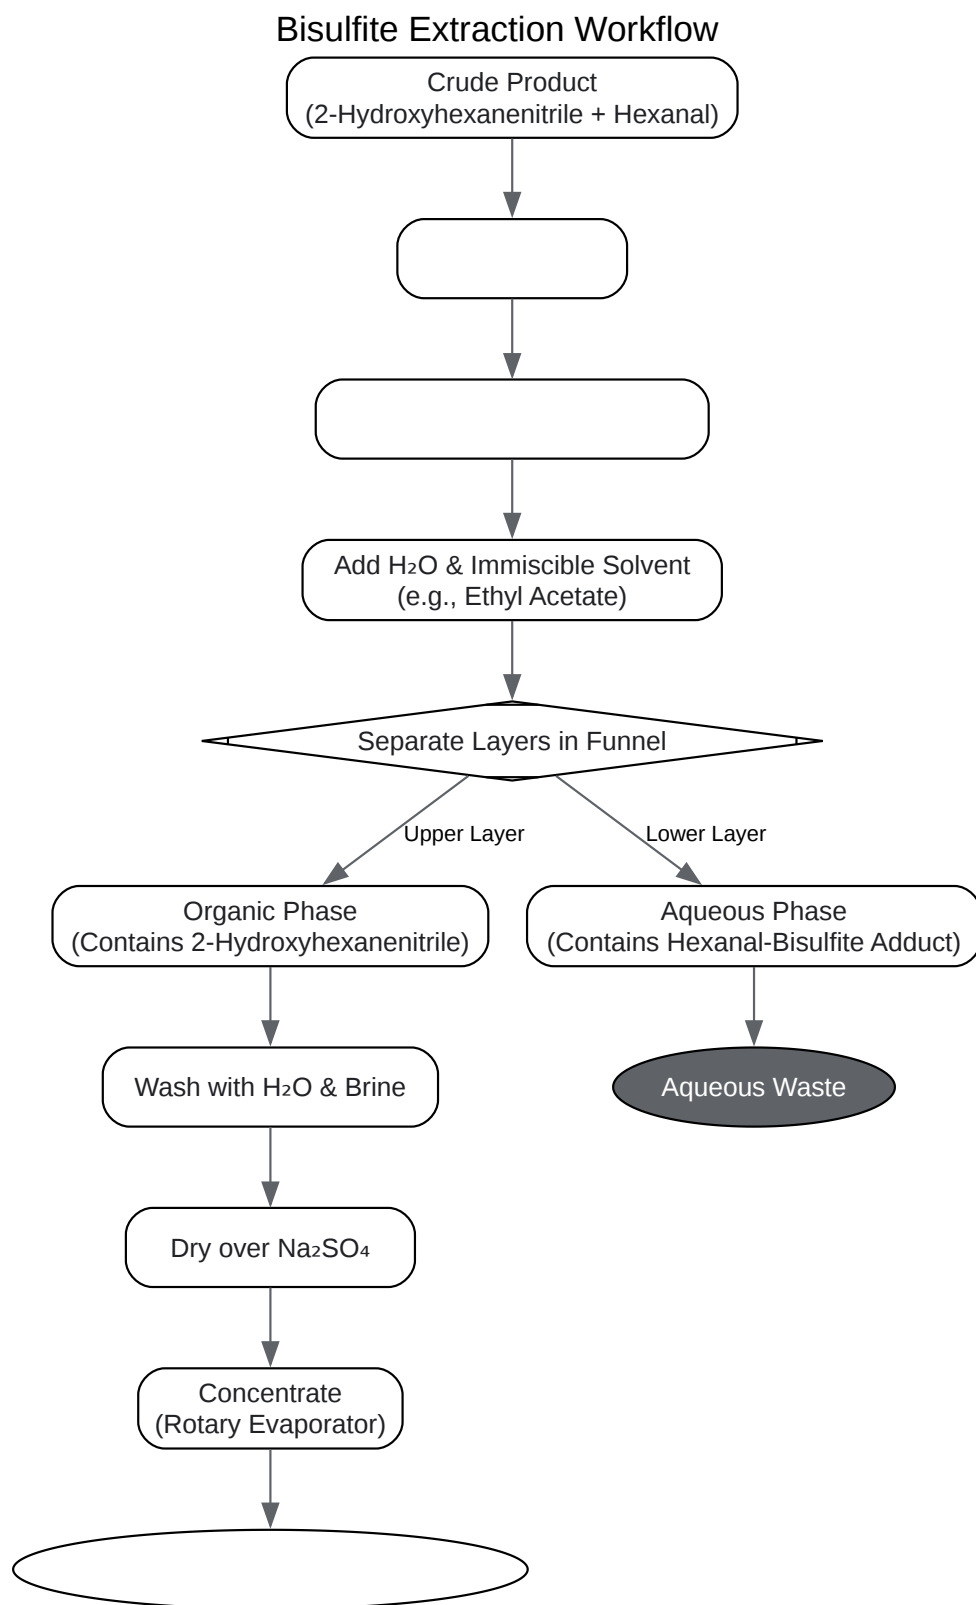 Bisulfite Extraction Workflow
Crude Product
(2-Hydroxyhexanenitrile + Hexanal)
Add H₂O & Immiscible Solvent
(e.g., Ethyl Acetate)
Separate Layers in Funnel
Upper Layer
Lower Layer
Organic Phase
(Contains 2-Hydroxyhexanenitrile)
Aqueous Phase
(Contains Hexanal-Bisulfite Adduct)
Wash with H₂O & Brine
Aqueous Waste
Dry over Na₂SO₄
Concentrate
(Rotary Evaporator)